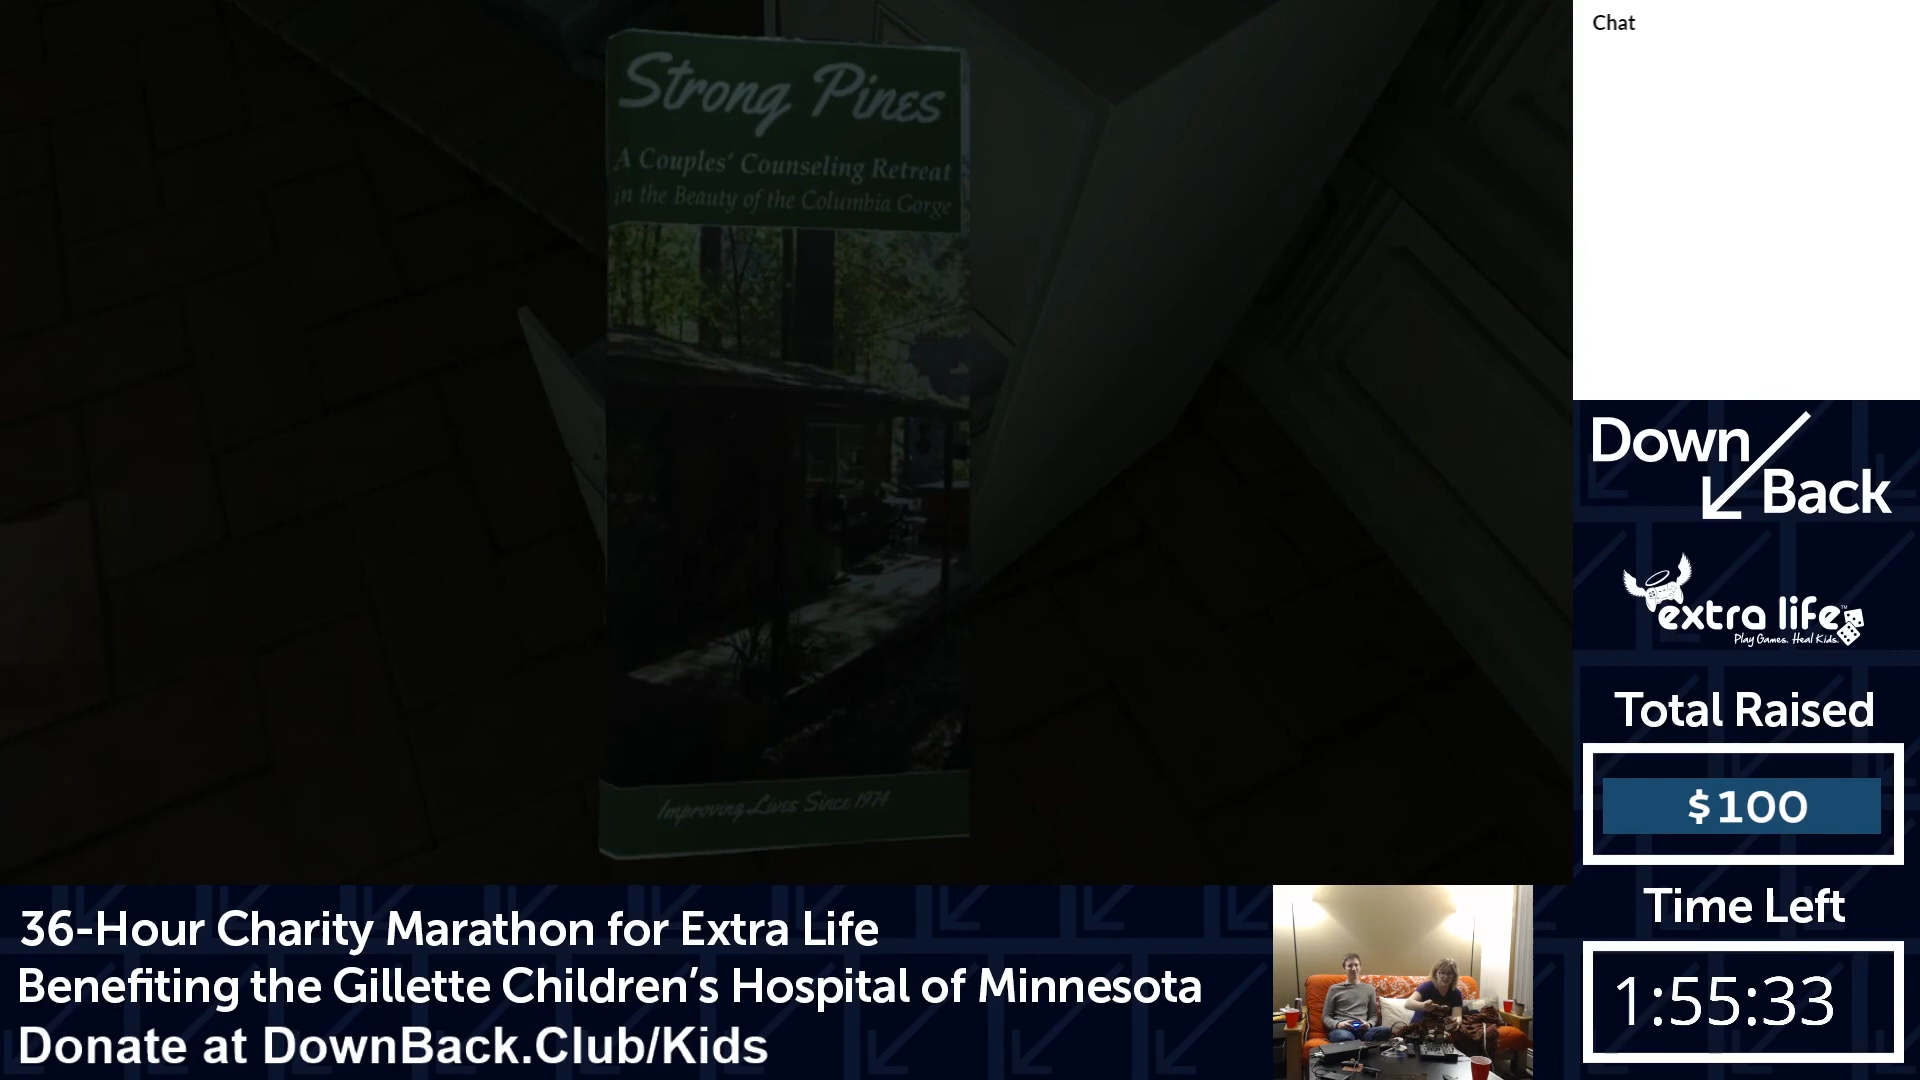 Strong Pines
A Couples' Counseling Retreat
in the Beauty of the Columbia Gorge
Improving Lives Since 1974
Chat
Down
Back
extra life
Play Games. Heal Kids.
Total Raised
$100
Time Left
1:55:33
36-Hour Charity Marathon for Extra Life
Benefiting the Gillette Children’s Hospital of Minnesota
Donate at DownBack.Club/Kids